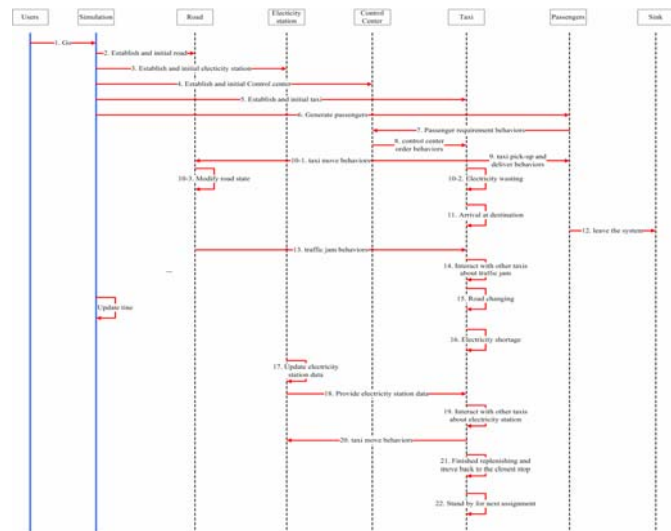 Users
Simulation
Road
Electricity
station
Control
Center
Taxi
Passengers
Sink
1. Go
2. Establish and initial road
3. Establish and initial electicity station
4. Establish and initial Control center
5. Establish and initial taxi
6. Generate passengers
7. Passenger requirement behaviors
8. control center
order behaviors
10-1. taxi move behaviors
9. taxi pick-up and
deliver behaviors
10-3. Modify road state
10-2. Electricity wasting
11. Arrival at destination
12. leave the system
13. traffic jam behaviors
14. Interact with other taxis
about traffic jam
...
15. Road changing
Update time
16. Electricity shortage
17. Update electricity
station data
18. Provide electricity station data
19. Interact with other taxis
about electricity station
20. taxi move behaviors
21. Finished replenishing and
move back to the closest stop
22. Stand by for next assignment